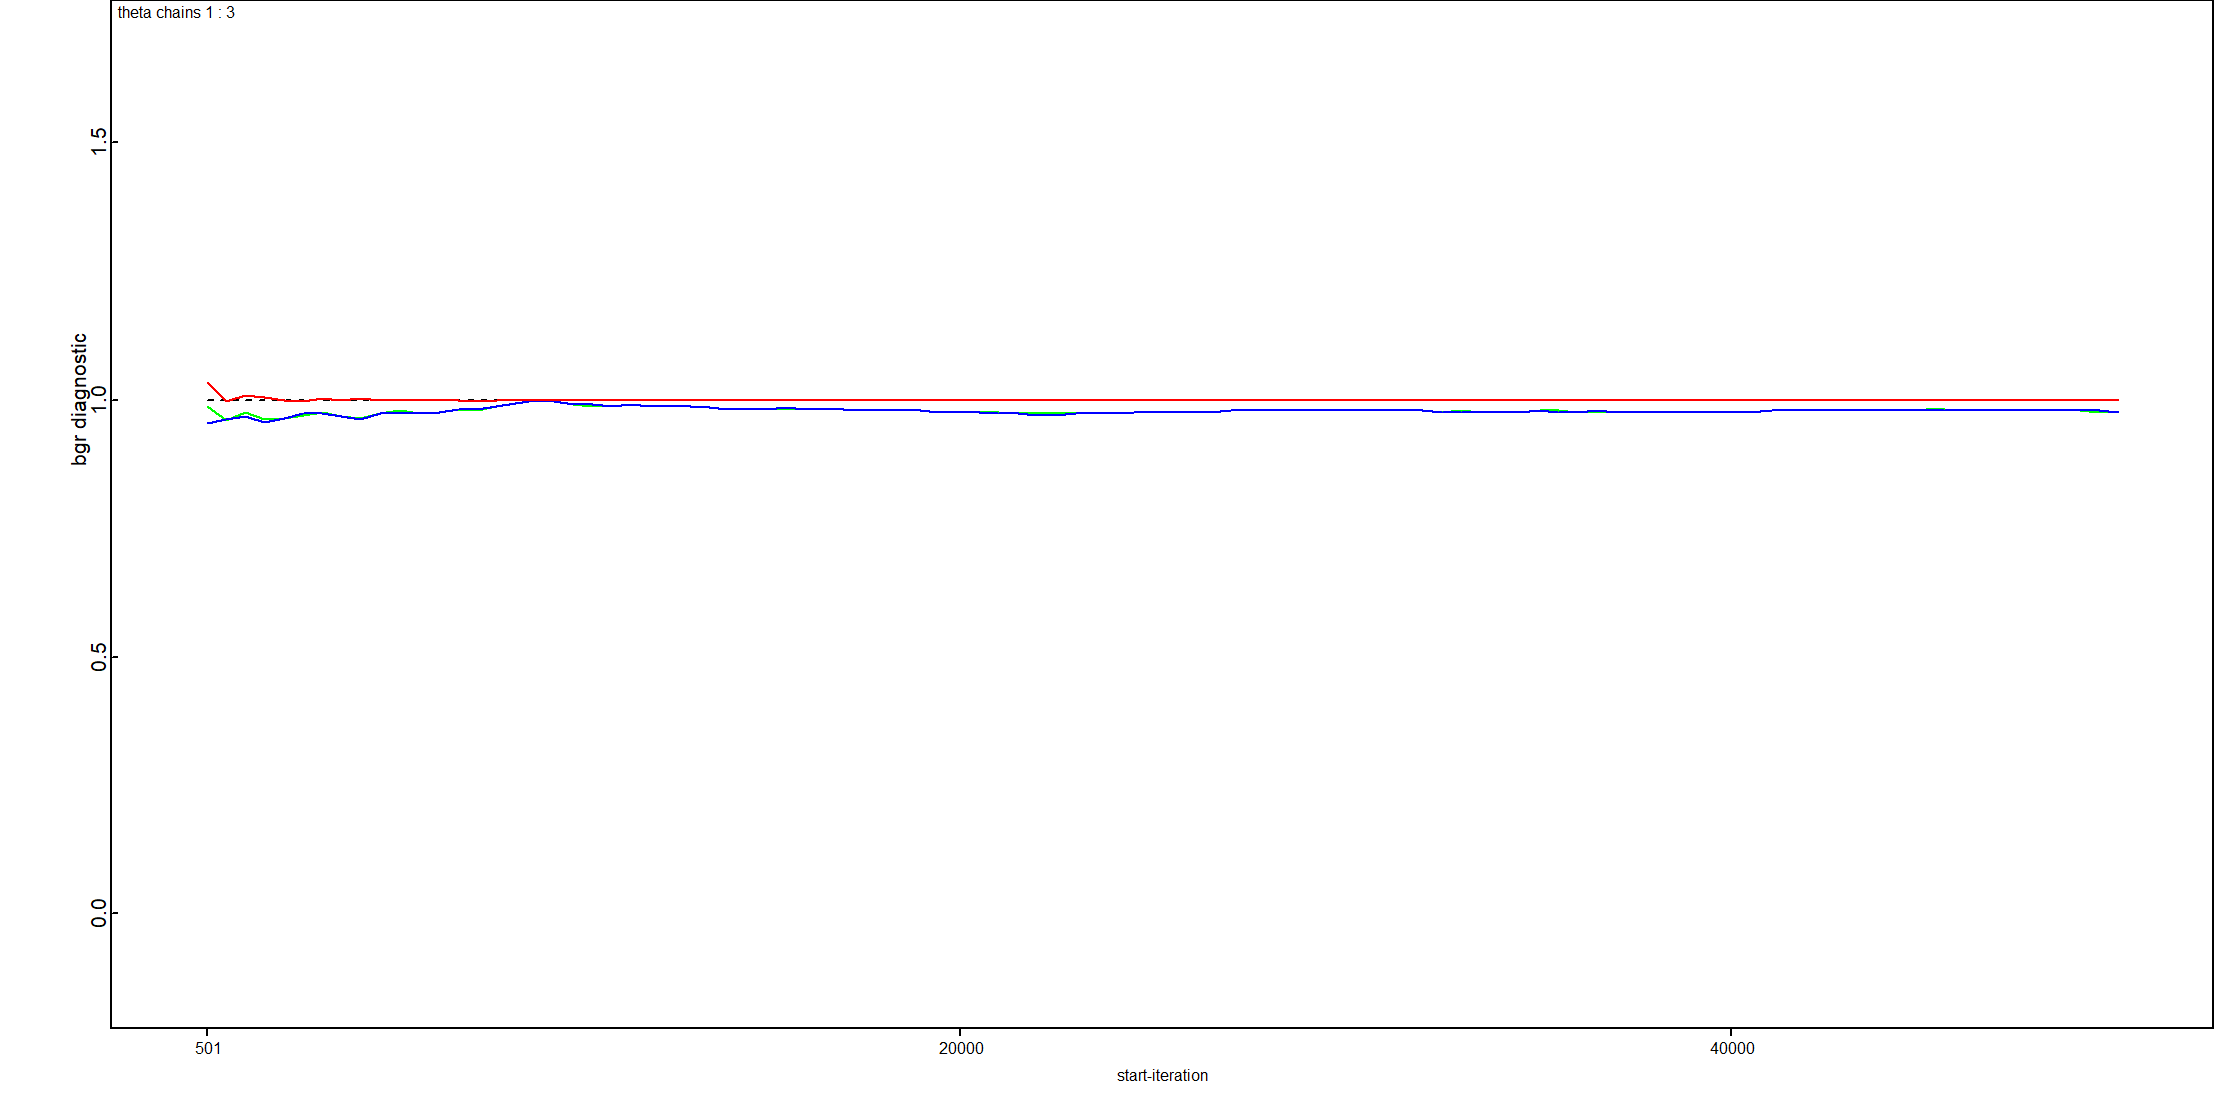 theta chains 1 : 3
1.5
1.0
bgr diagnostic
0.5
0.0
501
20000
40000
start-iteration